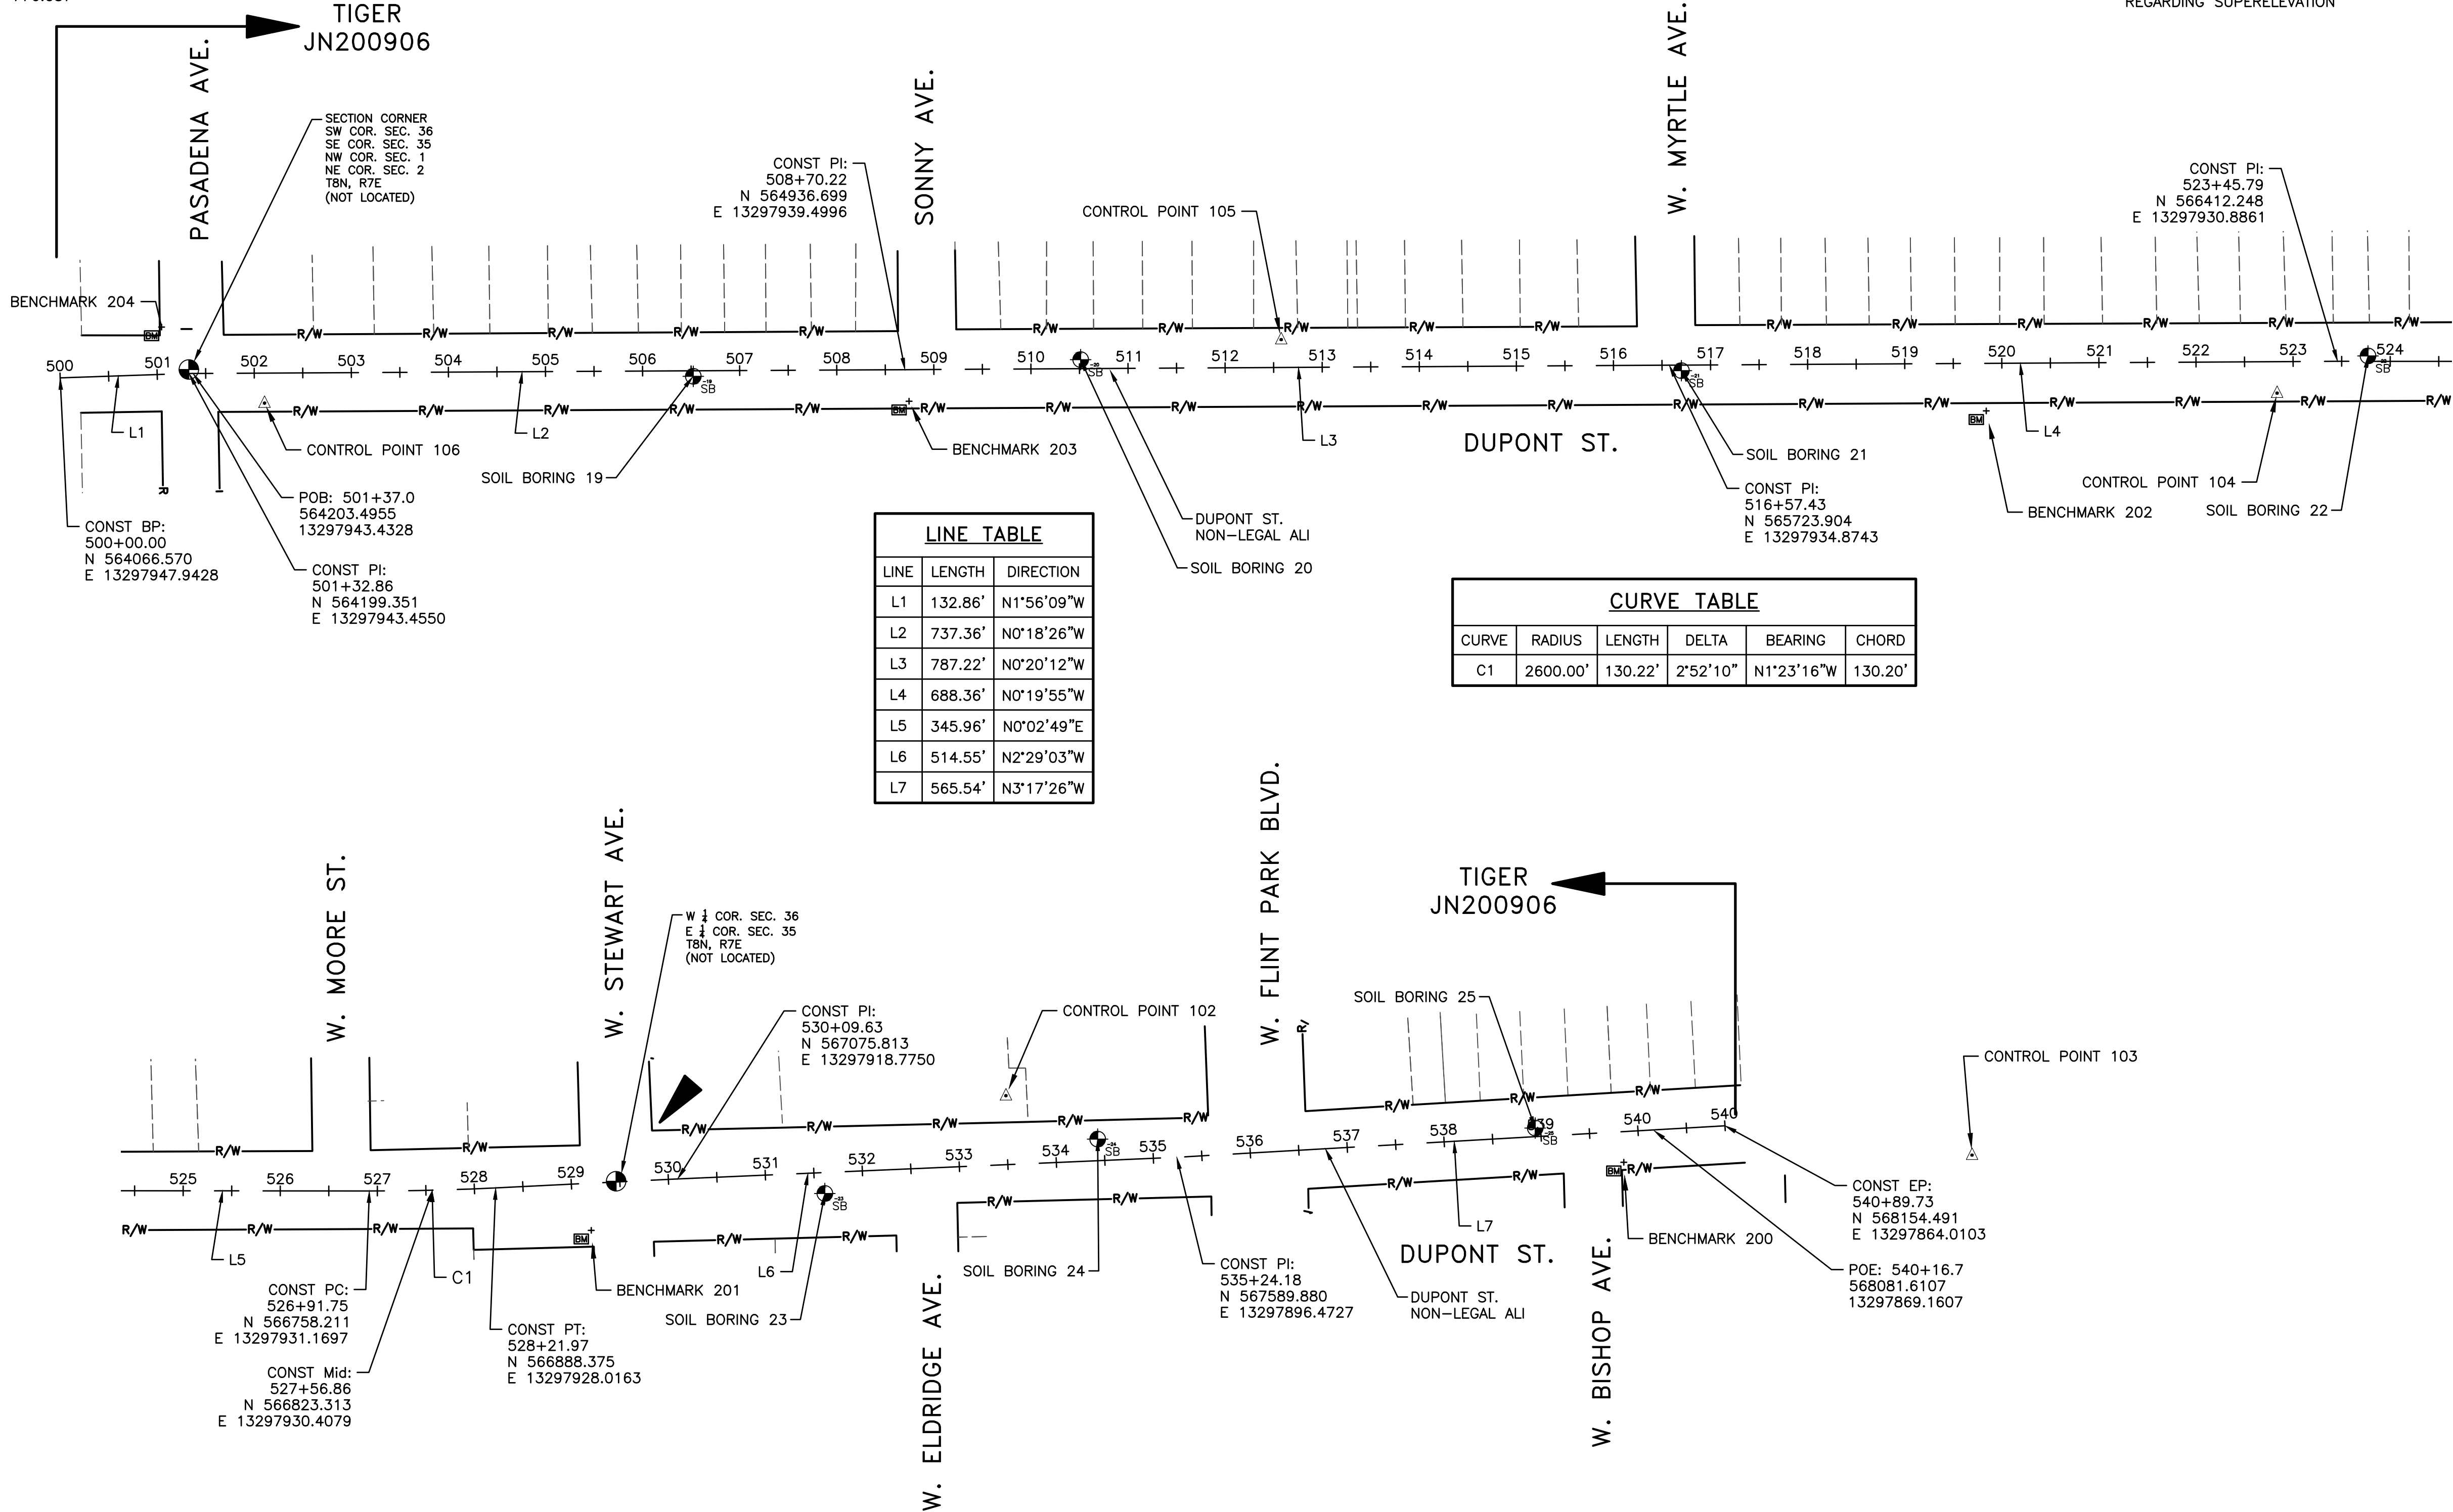 TIGER
JN200906
REGARDING SUPERELEVATION
PASADENA AVE.
SONNY AVE.
W. MYRTLE AVE.
SECTION CORNER
SW COR. SEC. 36
SE COR. SEC. 35
NW COR. SEC. 1
NE COR. SEC. 2
T8N, R7E
(NOT LOCATED)
CONST PI:
508+70.22
N 564936.699
E 13297939.4996
CONTROL POINT 105
CONST PI:
523+45.79
N 566412.248
E 13297930.8861
BENCHMARK 204
BM
R/W R/W R/W R/W R/W R/W R/W R/W R/W R/W R/W R/W R/W R/W R/W R/W
500 501 502 503 504 505 506 507 508 509 510 511 512 513 514 515 516 517 518 519 520 521 522 523 524
SB SB SB SB
R/W R/W R/W R/W R/W BM R/W R/W R/W R/W R/W R/W R/W R/W R/W R/W R/W R/W R/W
BM
L1
CONTROL POINT 106
L2
SOIL BORING 19
BENCHMARK 203
L3
DUPONT ST.
SOIL BORING 21
L4
CONTROL POINT 104
BENCHMARK 202
SOIL BORING 22
R
POB: 501+37.0
564203.4955
13297943.4328
CONST BP:
500+00.00
N 564066.570
E 13297947.9428
CONST PI:
501+32.86
N 564199.351
E 13297943.4550
DUPONT ST.
NON-LEGAL ALI
SOIL BORING 20
CONST PI:
516+57.43
N 565723.904
E 13297934.8743
LINE TABLE
LINE LENGTH DIRECTION
L1 132.86' N1°56'09"W
L2 737.36' N0°18'26"W
L3 787.22' N0°20'12"W
L4 688.36' N0°19'55"W
L5 345.96' N0°02'49"E
L6 514.55' N2°29'03"W
L7 565.54' N3°17'26"W
CURVE TABLE
CURVE RADIUS LENGTH DELTA BEARING CHORD
C1 2600.00' 130.22' 2°52'10" N1°23'16"W 130.20'
W. MOORE ST.
W. STEWART AVE.
W. FLINT PARK BLVD.
TIGER
JN200906
W 1/4 COR. SEC. 36
E 1/4 COR. SEC. 35
T8N, R7E
(NOT LOCATED)
CONST PI:
530+09.63
N 567075.813
E 13297918.7750
CONTROL POINT 102
SOIL BORING 25
R/
CONTROL POINT 103
R/W R/W R/W R/W R/W R/W R/W R/W R/W R/W
525 526 527 528 529 530 531 532 533 534 535 536 537 538 539 540 540
SB SB SB
R/W R/W R/W BM R/W R/W R/W R/W R/W R/W BM R/W
L5
C1
BENCHMARK 201
L6
SOIL BORING 23
SOIL BORING 24
L7
DUPONT ST.
BENCHMARK 200
CONST PC:
526+91.75
N 566758.211
E 13297931.1697
CONST Mid:
527+56.86
N 566823.313
E 13297930.4079
CONST PT:
528+21.97
N 566888.375
E 13297928.0163
CONST PI:
535+24.18
N 567589.880
E 13297896.4727
DUPONT ST.
NON-LEGAL ALI
CONST EP:
540+89.73
N 568154.491
E 13297864.0103
POE: 540+16.7
568081.6107
13297869.1607
W. ELDRIDGE AVE.
W. BISHOP AVE.